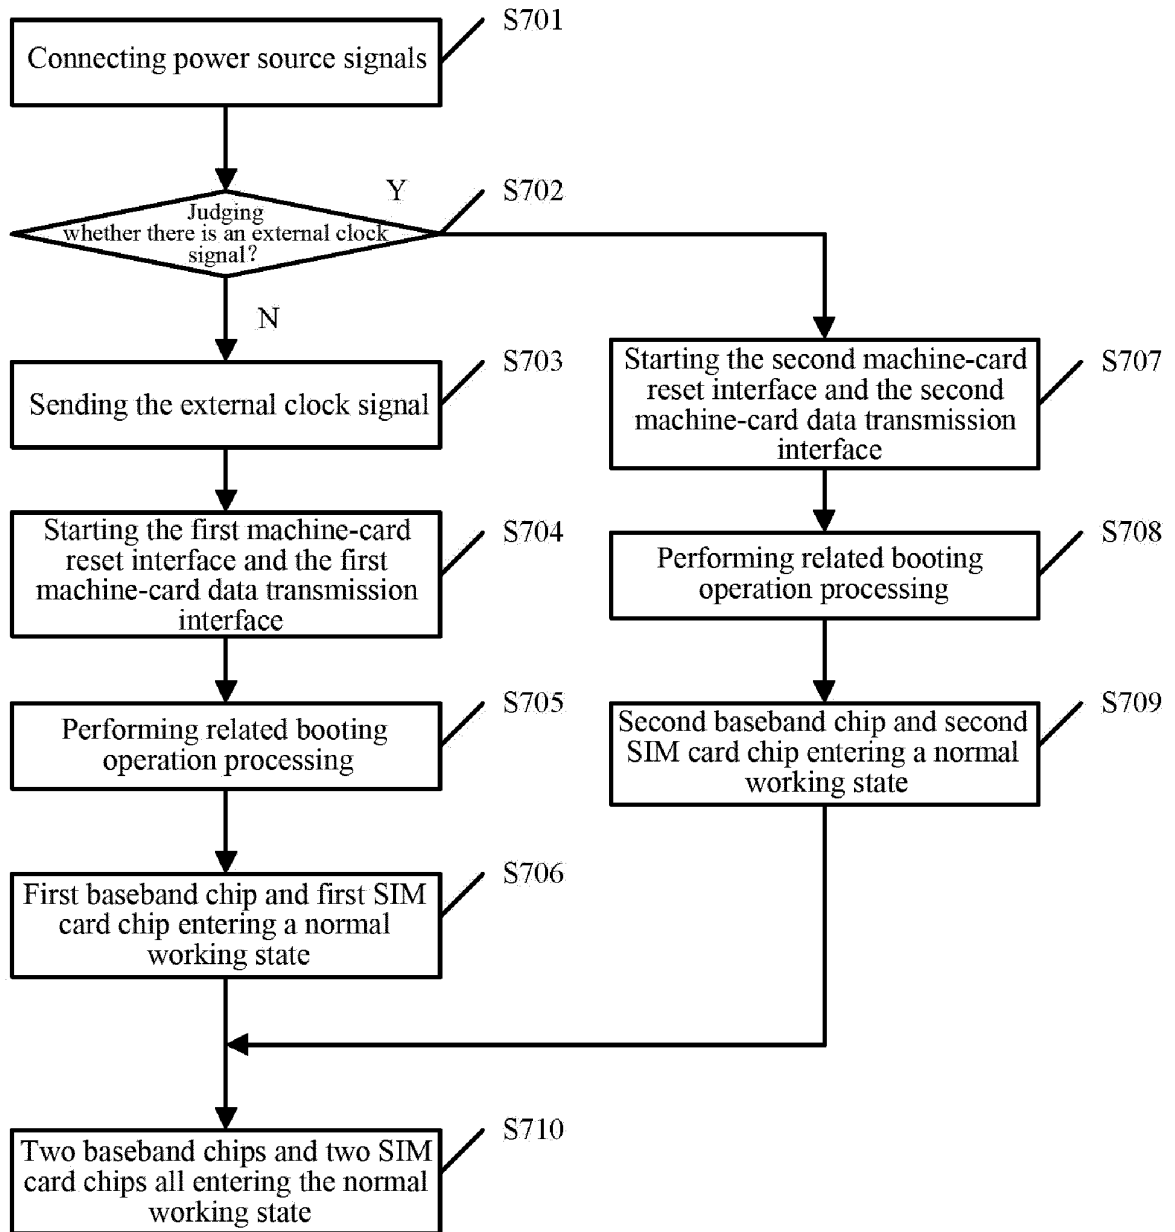 Connecting power source signals
S701
Judging
whether there is an external clock
signal?
Y
S702
N
Sending the external clock signal
S703
Starting the first machine-card
reset interface and the first
machine-card data transmission
interface
S704
Performing related booting
operation processing
S705
First baseband chip and first SIM
card chip entering a normal
working state
S706
Starting the second machine-card
reset interface and the second
machine-card data transmission
interface
S707
Performing related booting
operation processing
S708
Second baseband chip and second
SIM card chip entering a normal
working state
S709
Two baseband chips and two SIM
card chips all entering the normal
working state
S710